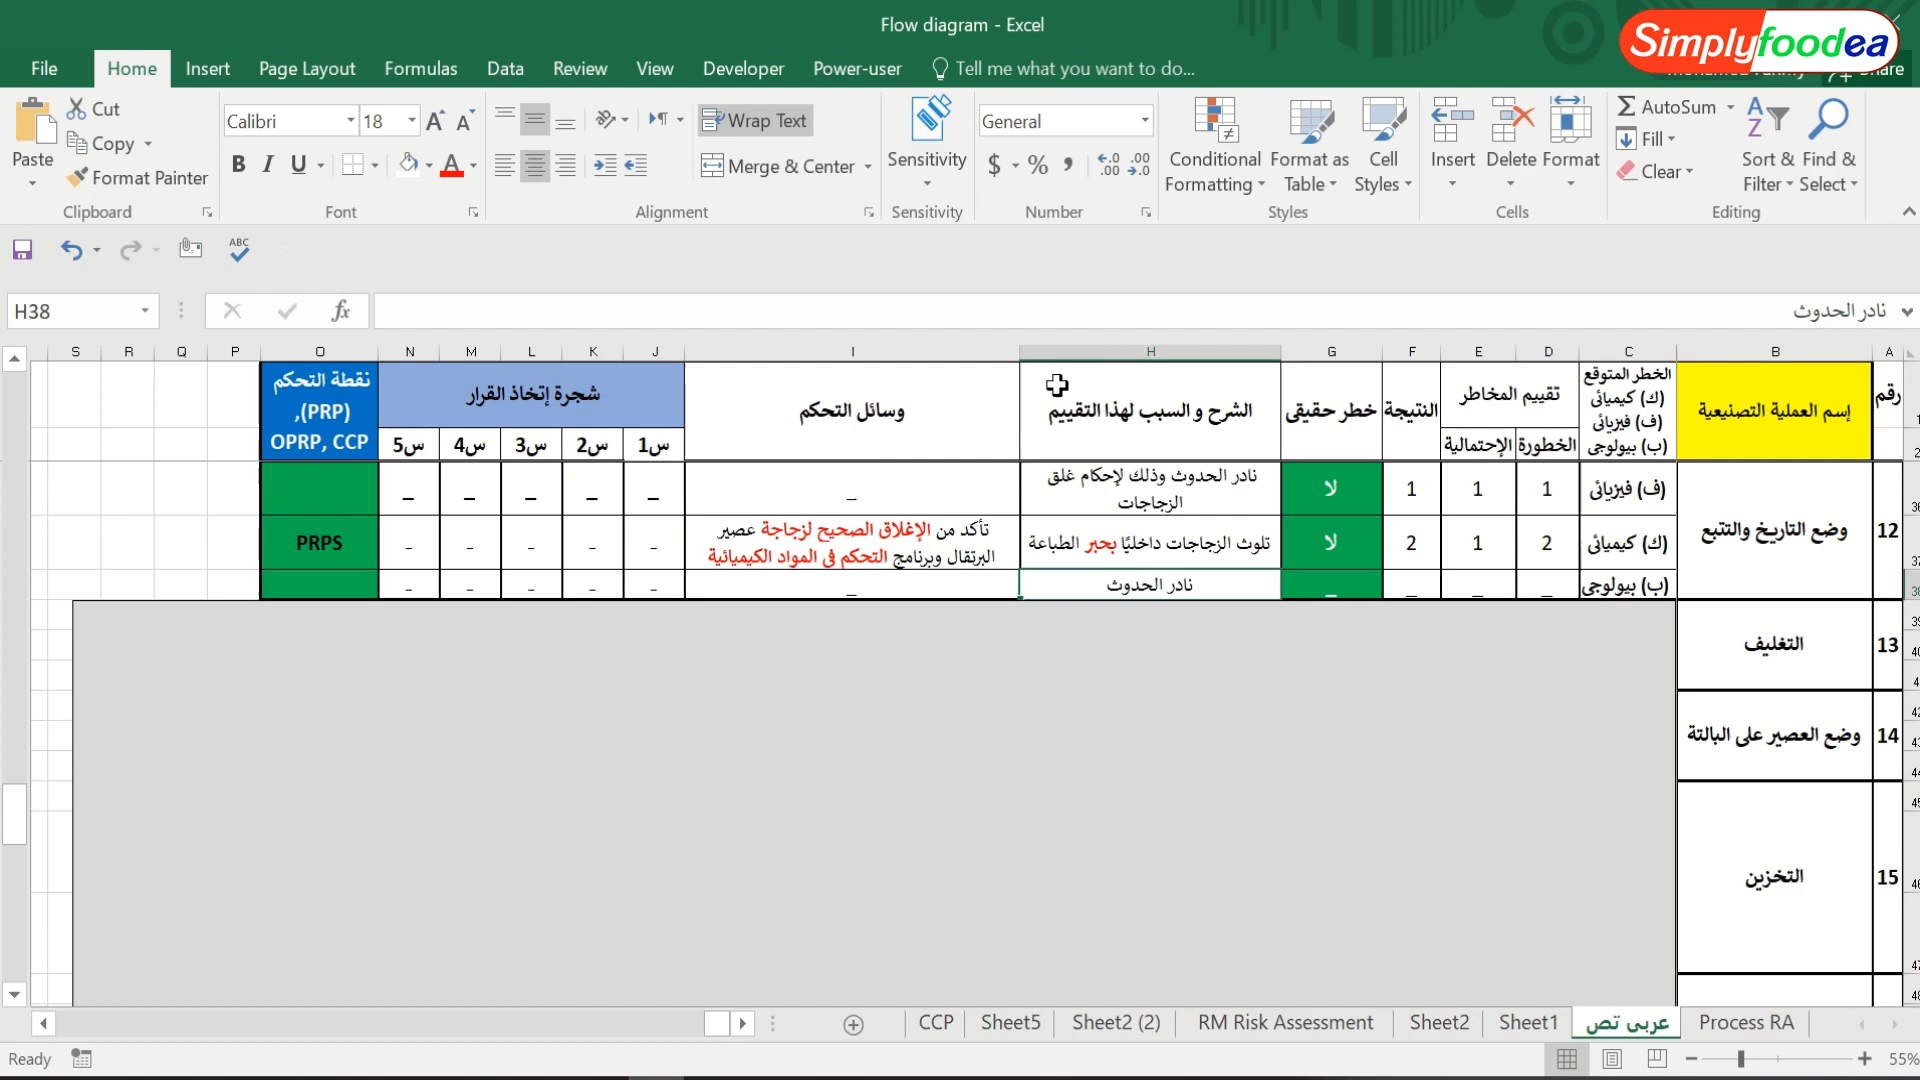 Flow diagram - Excel
Simplyfoodea
File Home Insert Page Layout Formulas Data Review View Developer Power-user Tell me what you want to do...
Share
Paste
Cut
Copy
Format Painter
Clipboard
Calibri 18
B I U
Font
Wrap Text
Merge & Center
Alignment
Sensitivity
Sensitivity
General
$ %
Number
Conditional Formatting
Format as Table
Cell Styles
Styles
Insert Delete Format
Cells
AutoSum
Fill
Clear
Sort & Filter
Find & Select
Editing
ABC
H38
fx
نادر الحدوث
S R Q P O N M L K J I H G F E D C B A
رقم
إسم العملية التصنيعية
الخطر المتوقع
(ك) كيميائى
(ف) فيزيائى
(ب) بيولوجى
تقييم المخاطر
الخطورة
الإحتمالية
النتيجة
خطر حقيقى
الشرح و السبب لهذا التقييم
وسائل التحكم
شجرة إتخاذ القرار
س1 س2 س3 س4 س5
نقطة التحكم
(PRP),
OPRP, CCP
12
وضع التاريخ والتتبع
(ف) فيزيائى
1 1 1
لا
نادر الحدوث وذلك لإحكام غلق
الزجاجات
_
_ _ _ _ _
(ك) كيميائى
2 1 2
لا
تلوث الزجاجات داخليًا بحبر الطباعة
تأكد من الإغلاق الصحيح لزجاجة عصير
البرتقال وبرنامج التحكم فى المواد الكيميائية
- - - - -
PRPS
(ب) بيولوجى
_ _ _ _
نادر الحدوث
_
- - - - -
13 التغليف
14 وضع العصير على البالتة
15 التخزين
CCP Sheet5 Sheet2 (2) RM Risk Assessment Sheet2 Sheet1 عربى تص Process RA
Ready
55%